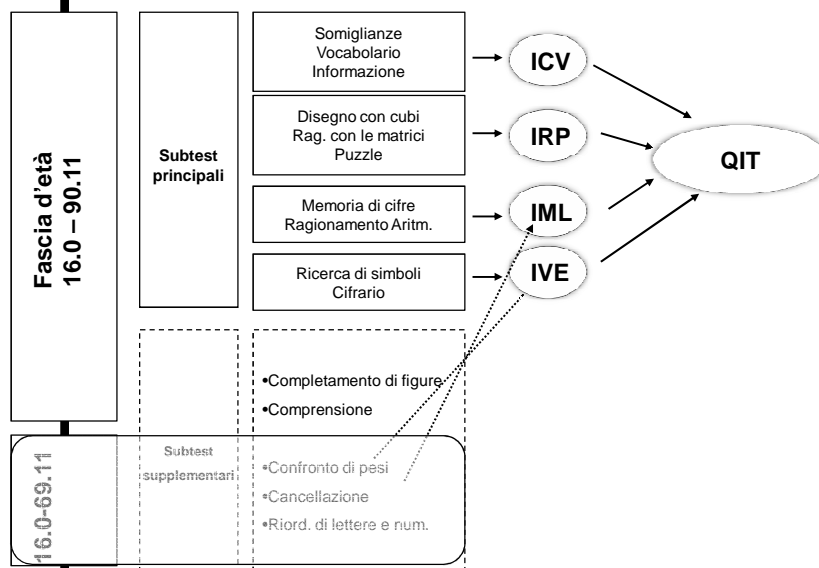 Fascia d'età
16.0 – 90.11
Subtest
principali
Somiglianze
Vocabolario
Informazione
Disegno con cubi
Rag. con le matrici
Puzzle
Memoria di cifre
Ragionamento Aritm.
Ricerca di simboli
Cifrario
ICV
IRP
IML
IVE
QIT
•Completamento di figure
•Comprensione
16.0-69.11
Subtest
supplementari
•Confronto di pesi
•Cancellazione
•Riord. di lettere e num.